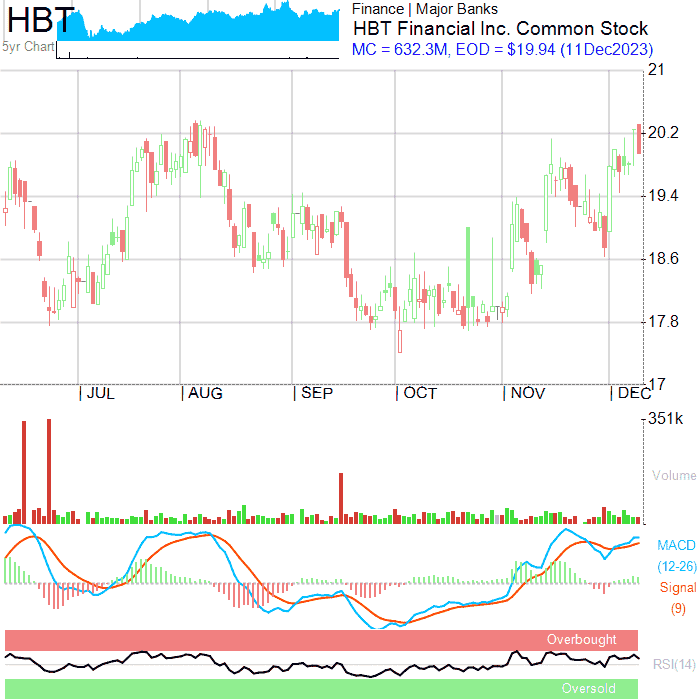 HBT
5yr Chart
Finance | Major Banks
HBT Financial Inc. Common Stock
MC = 632.3M, EOD = $19.94 (11Dec2023)
21
20.2
19.4
18.6
17.8
17
| JUL | AUG | SEP | OCT | NOV | DEC
351k
Volume
MACD
(12-26)
Signal
(9)
Overbought
RSI(14)
Oversold